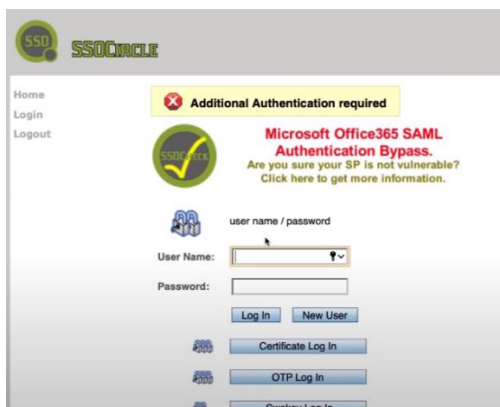 SSO
SSOCIRCLE
Home
Login
Logout
Additional Authentication required
Microsoft Office365 SAML
Authentication Bypass.
Are you sure your SP is not vulnerable?
Click here to get more information.
user name / password
User Name:
Password:
Log In
New User
Certificate Log In
OTP Log In